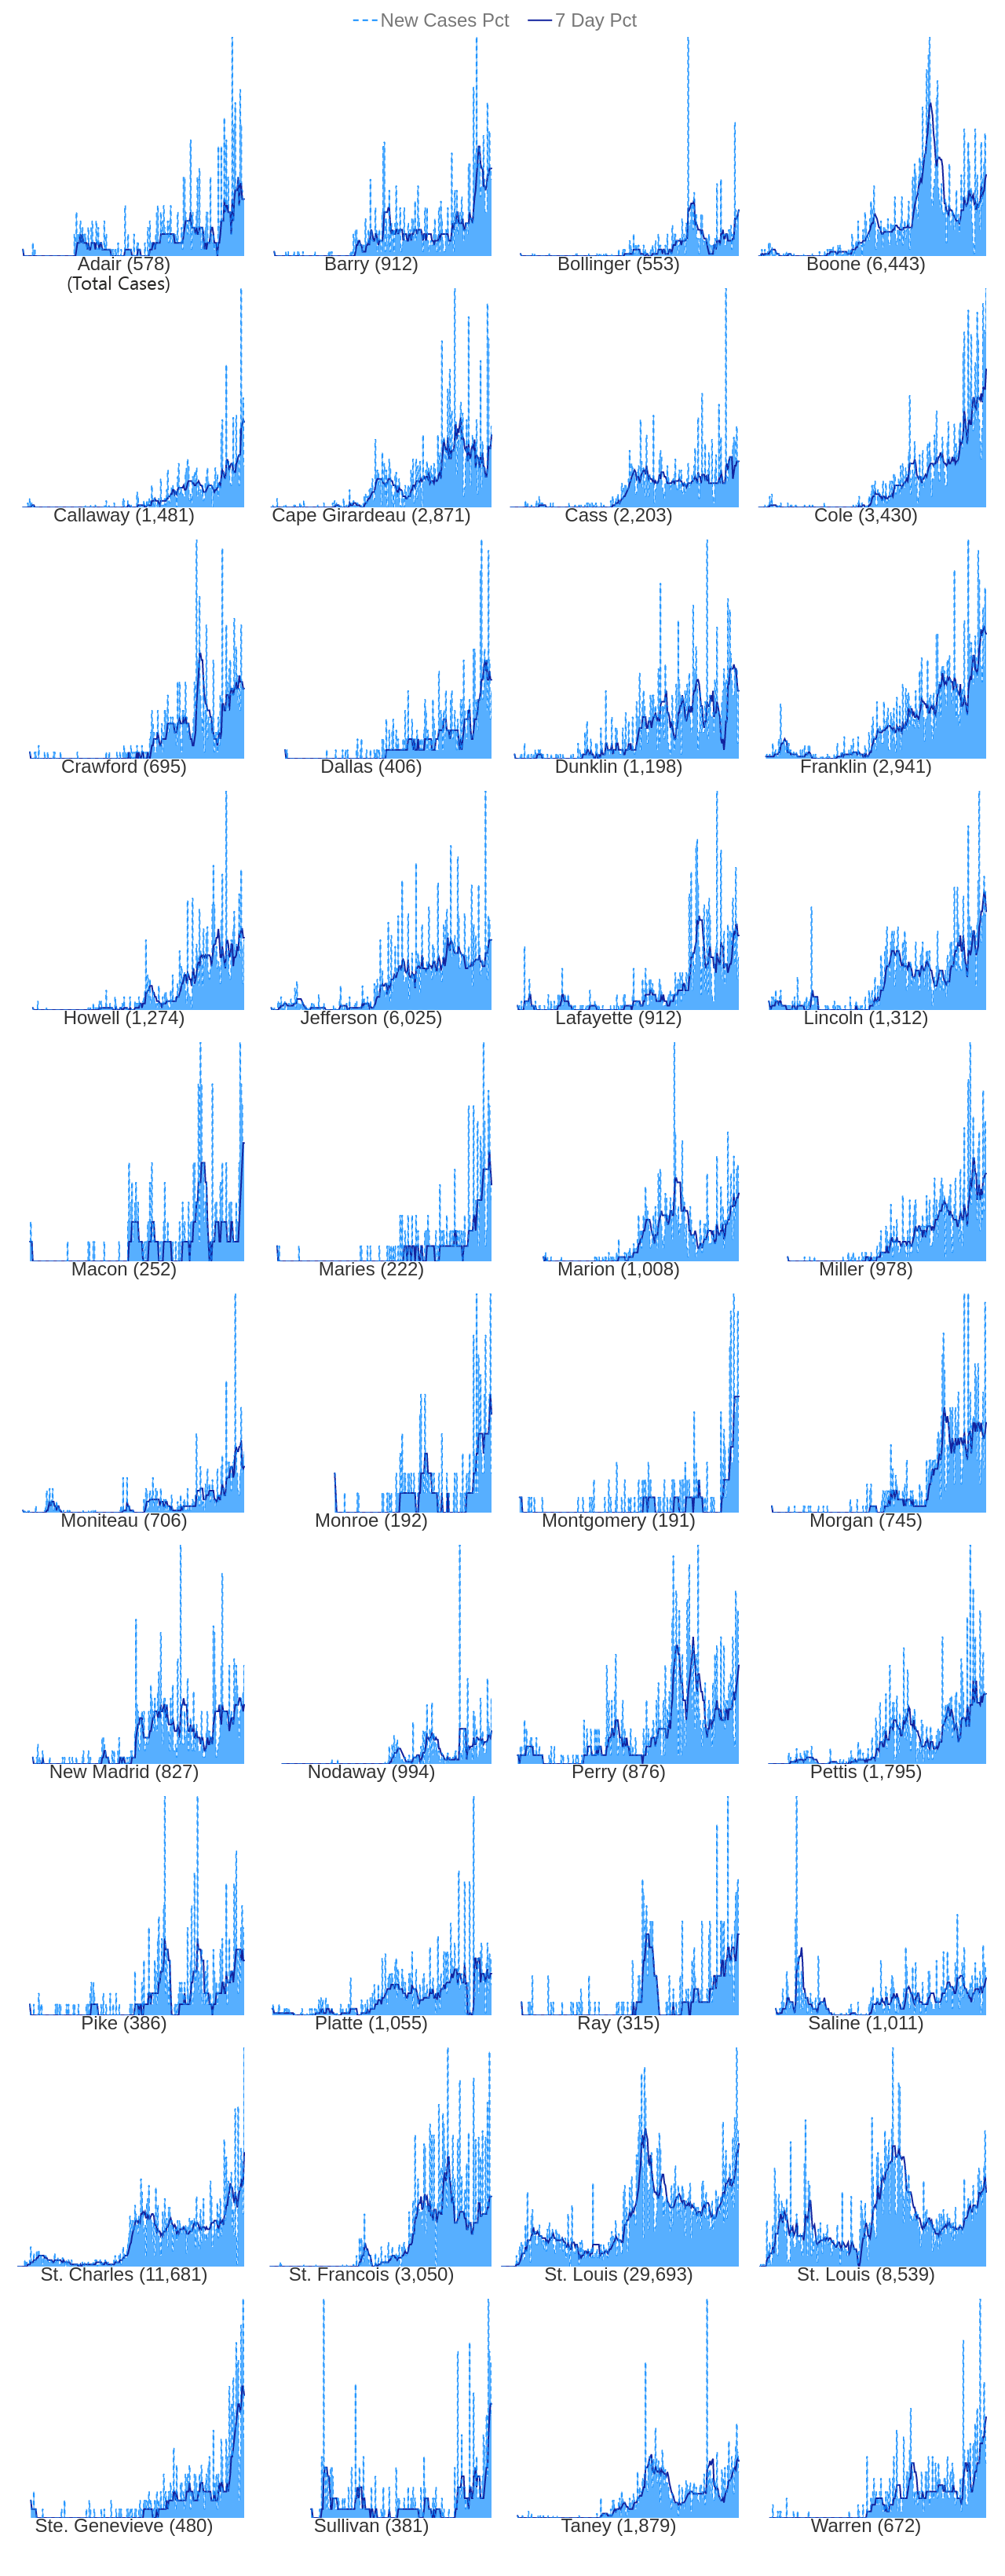 New Cases Pct 7 Day Pct
Adair (578) Barry (912) Bollinger (553) Boone (6,443)
(Total Cases)
Callaway (1,481) Cape Girardeau (2,871) Cass (2,203) Cole (3,430)
Crawford (695) Dallas (406) Dunklin (1,198) Franklin (2,941)
Howell (1,274) Jefferson (6,025) Lafayette (912) Lincoln (1,312)
Macon (252) Maries (222) Marion (1,008) Miller (978)
Moniteau (706) Monroe (192) Montgomery (191) Morgan (745)
New Madrid (827) Nodaway (994) Perry (876) Pettis (1,795)
Pike (386) Platte (1,055) Ray (315) Saline (1,011)
St. Charles (11,681) St. Francois (3,050) St. Louis (29,693) St. Louis (8,539)
Ste. Genevieve (480) Sullivan (381) Taney (1,879) Warren (672)